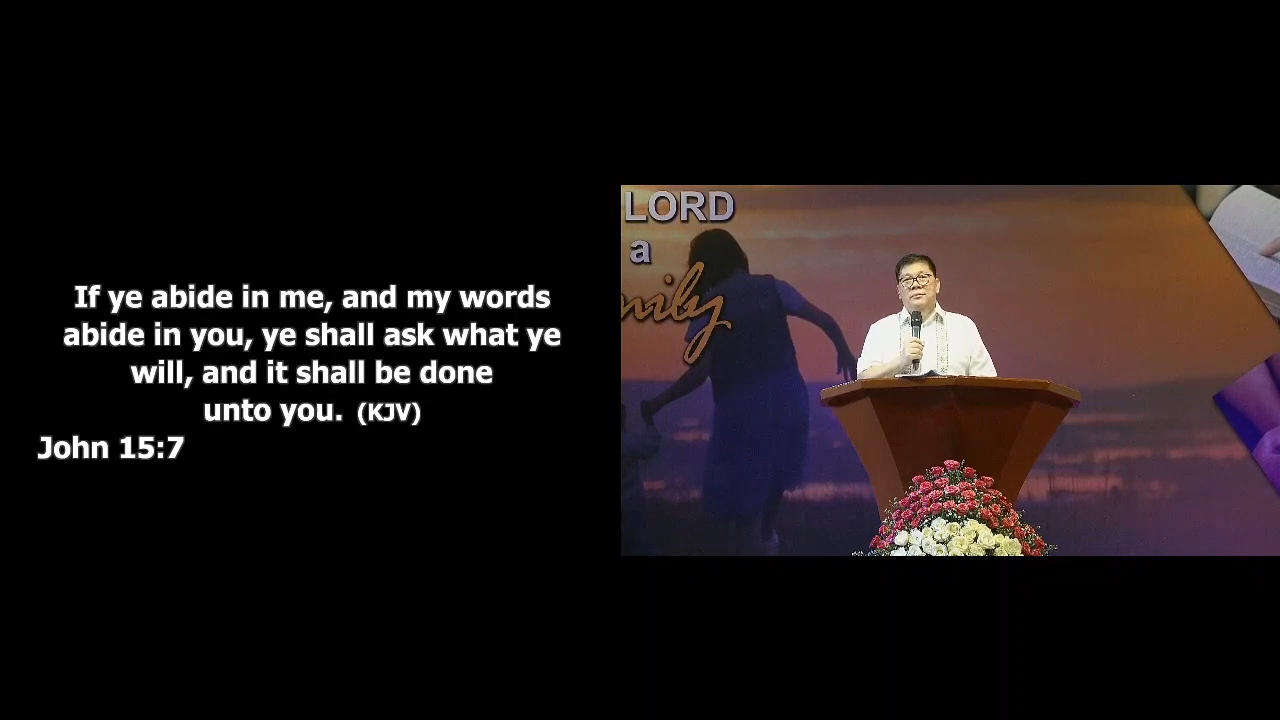 If ye abide in me, and my words
abide in you, ye shall ask what ye
will, and it shall be done
unto you. (KJV)
John 15:7
LORD
a